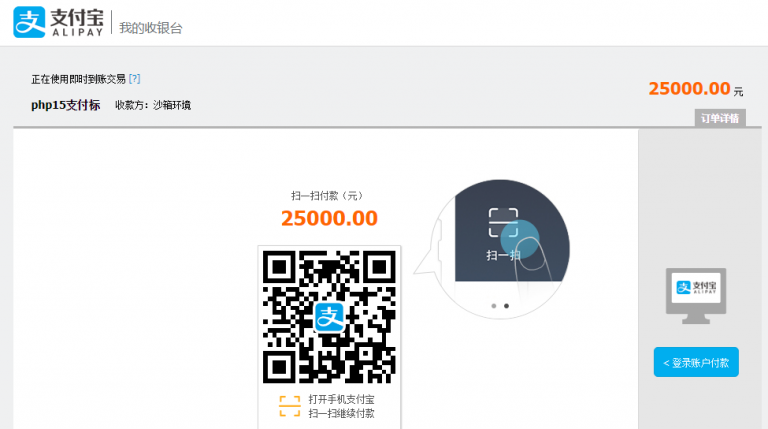 支付宝
ALIPAY
我的收银台
正在使用即时到账交易 [?]
php15支付标 收款方：沙箱环境
25000.00 元
订单详情
扫一扫付款（元）
25000.00
扫一扫
支
打开手机支付宝
扫一扫继续付款
支付宝
ALIPAY
< 登录账户付款